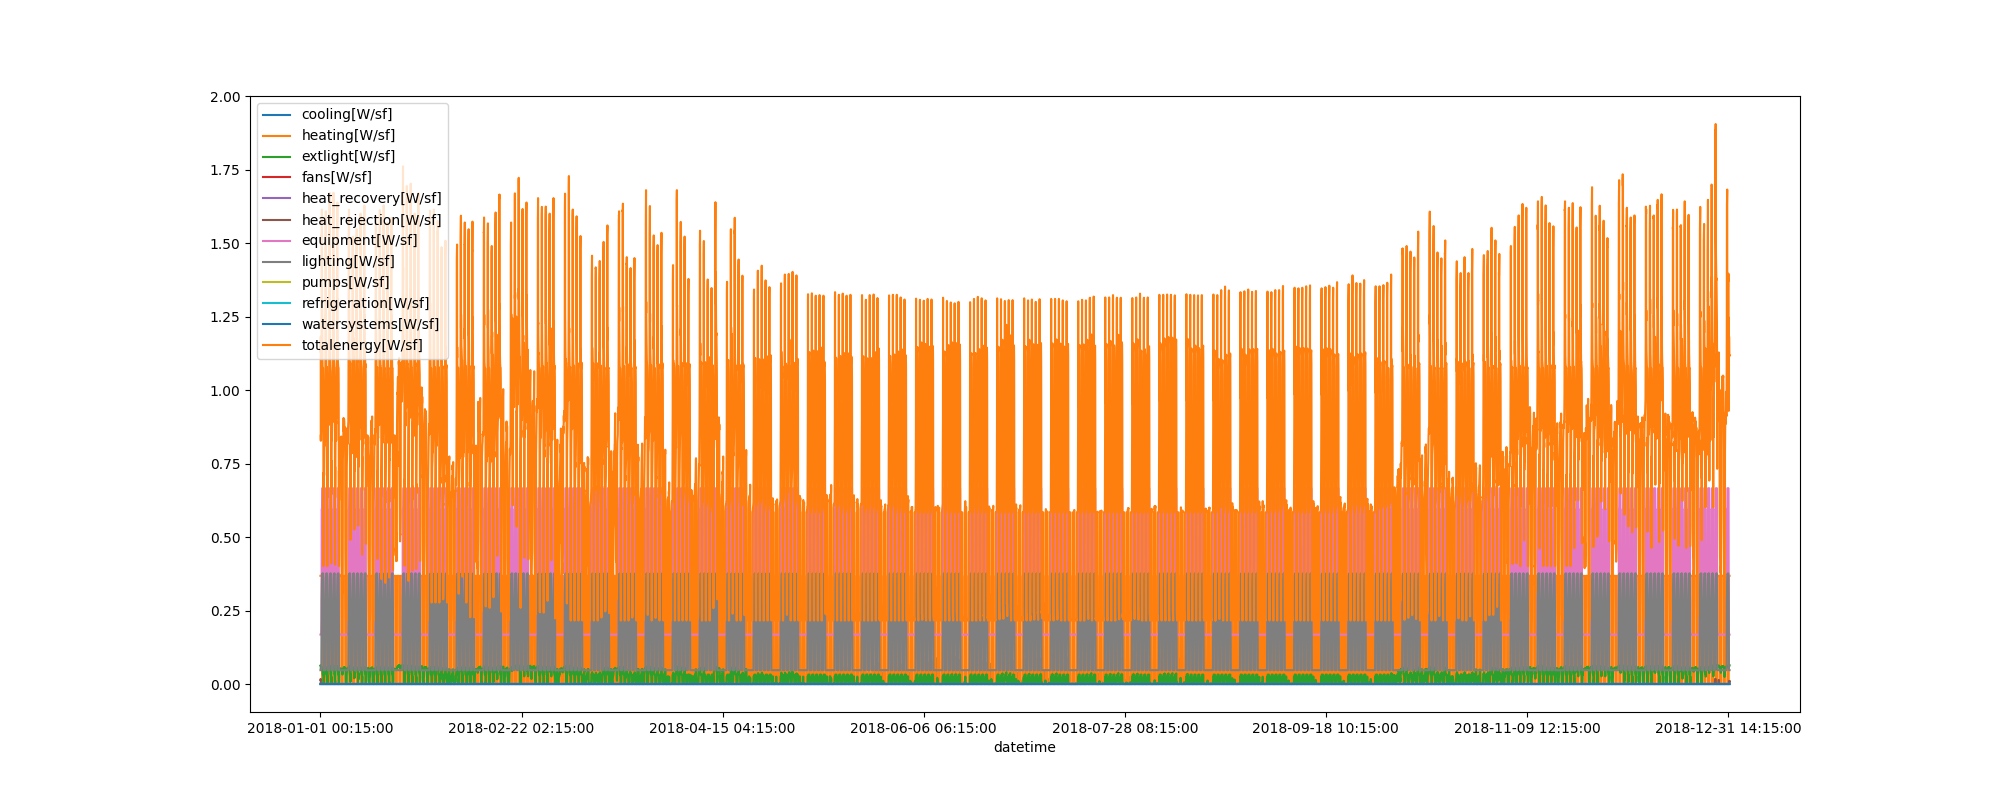 2.00
1.75
1.50
1.25
1.00
0.75
0.50
0.25
0.00
cooling[W/sf]
heating[W/sf]
extlight[W/sf]
fans[W/sf]
heat_recovery[W/sf]
heat_rejection[W/sf]
equipment[W/sf]
lighting[W/sf]
pumps[W/sf]
refrigeration[W/sf]
watersystems[W/sf]
totalenergy[W/sf]
2018-01-01 00:15:00 2018-02-22 02:15:00 2018-04-15 04:15:00 2018-06-06 06:15:00 2018-07-28 08:15:00 2018-09-18 10:15:00 2018-11-09 12:15:00 2018-12-31 14:15:00
datetime